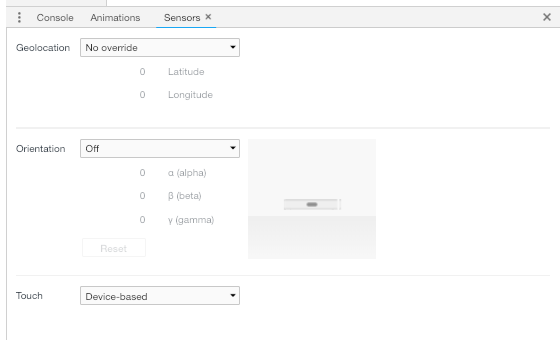 Console Animations Sensors ×
Geolocation No override
0 Latitude
0 Longitude
Orientation Off
0 α (alpha)
0 β (beta)
0 γ (gamma)
Reset
Touch Device-based